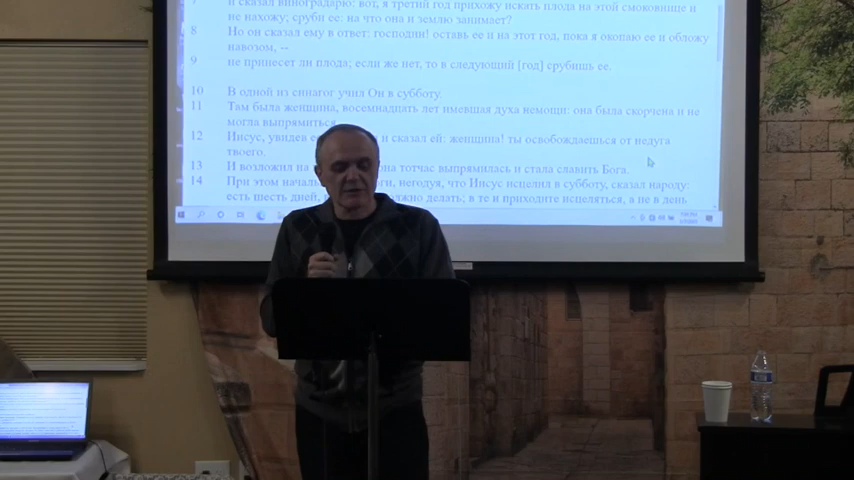 7 и сказал виноградарю: вот, я третий год прихожу искать плода на этой смоковнице и
не нахожу; сруби ее: на что она и землю занимает?
8 Но он сказал ему в ответ: господин! оставь ее и на этот год, пока я окопаю ее и обложу
навозом, --
9 не принесет ли плода; если же нет, то в следующий [год] срубишь ее.
10 В одной из синагог учил Он в субботу.
11 Там была женщина, восемнадцать лет имевшая духа немощи: она была скорчена и не
могла выпрямиться.
12 Иисус, увидев и сказал ей: женщина! ты освобождаешься от недуга
твоего.
13 И возложил на она тотчас выпрямилась и стала славить Бога.
14 При этом негодуя, что Иисус исцелил в субботу, сказал народу:
есть шесть дней, должно делать; в те и приходите исцеляться, а не в день